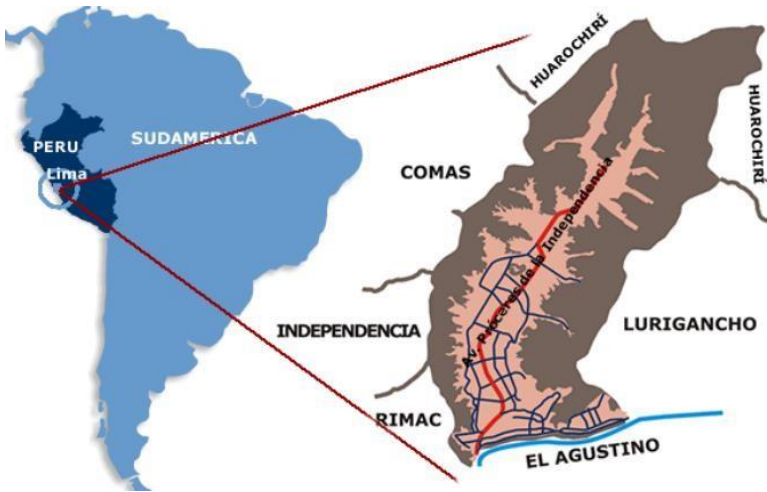 PERU
Lima
SUDAMERICA
HUAROCHIRÍ
HUAROCHIRÍ
COMAS
Av. Próceres de la Independencia
INDEPENDENCIA
LURIGANCHO
RIMAC
EL AGUSTINO